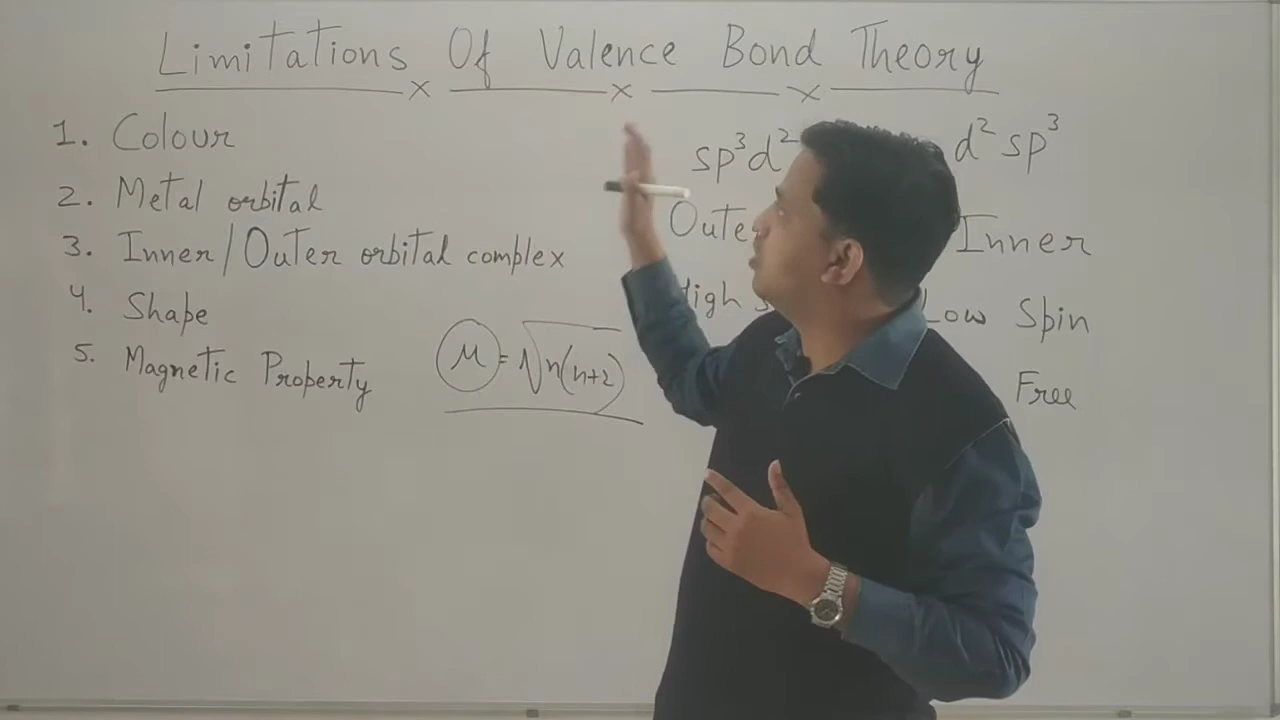 Limitations Of Valence Bond Theory
1. Colour
2. Metal orbital
3. Inner/Outer orbital complex
4. Shape
5. Magnetic Property
μ = √n(n+2)
sp³d² d²sp³
Inner
Low Spin
Free